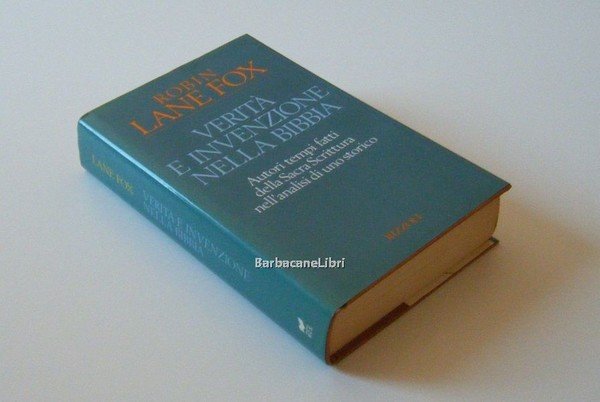 ROBIN
LANE FOX
VERITÀ
E INVENZIONE
NELLA BIBBIA
Autori tempi fatti
della Sacra Scrittura
nell'analisi di uno storico
RIZZOLI
LANE FOX
VERITÀ E INVENZIONE
NELLA BIBBIA
BarbacaneLibri